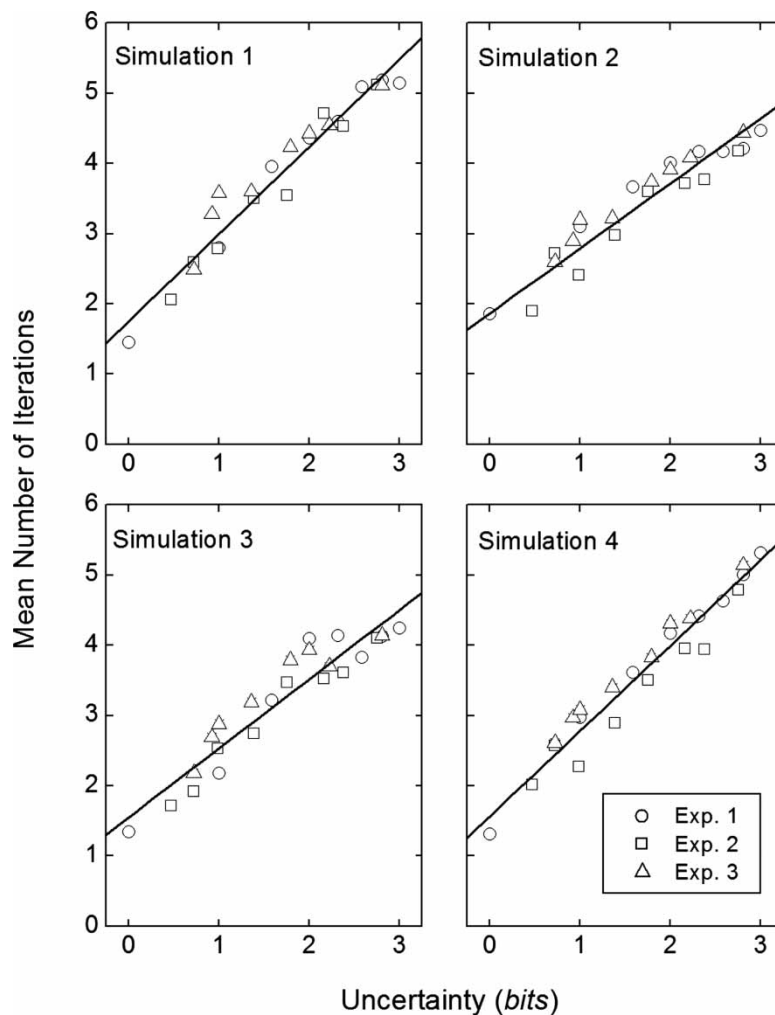 Mean Number of Iterations
Simulation 1
6
5
4
3
2
1
0
0 1 2 3
Simulation 2
0 1 2 3
Simulation 3
6
5
4
3
2
1
0
0 1 2 3
Simulation 4
Exp. 1
Exp. 2
Exp. 3
0 1 2 3
Uncertainty (bits)